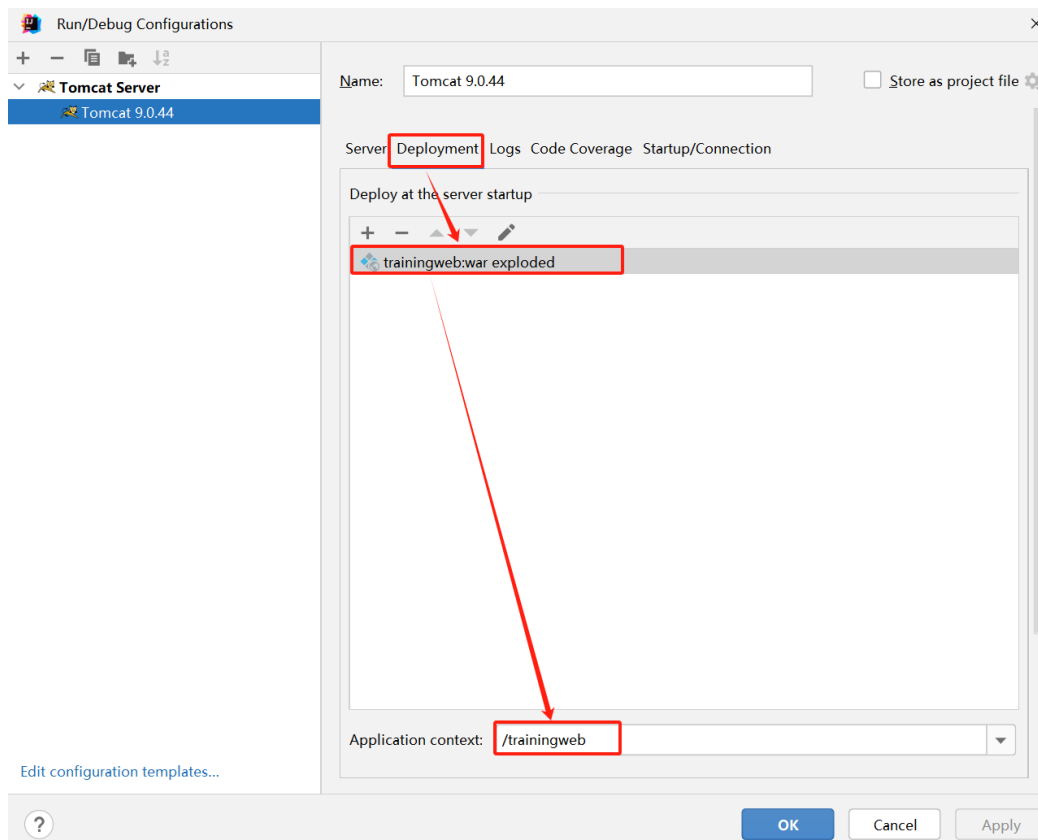 Run/Debug Configurations
Tomcat Server
Tomcat 9.0.44
Name: Tomcat 9.0.44 Store as project file
Server Deployment Logs Code Coverage Startup/Connection
Deploy at the server startup
trainingweb:war exploded
Application context: /trainingweb
Edit configuration templates...
? OK Cancel Apply